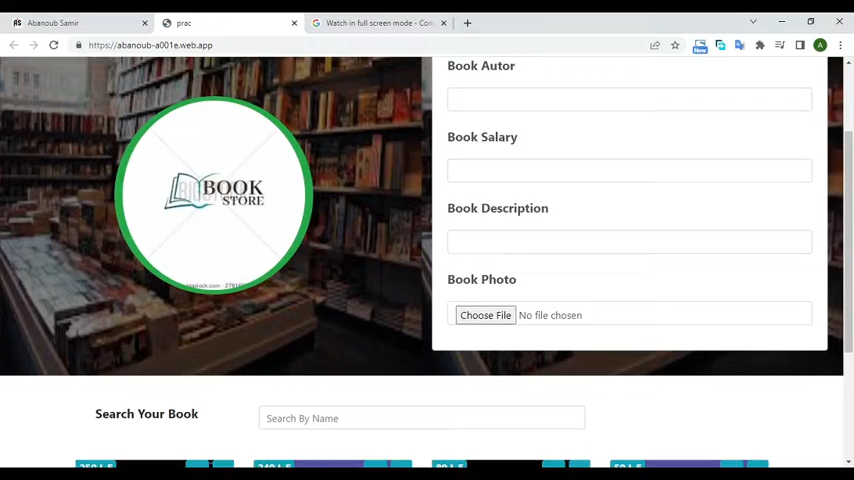 Abanoub Samir
prac
Watch in full screen mode - Com
https://abanoub-a001e.web.app
New
A
Book Autor
Book Salary
BOOK
STORE
Book Description
Book Photo
Choose File No file chosen
Search Your Book
Search By Name